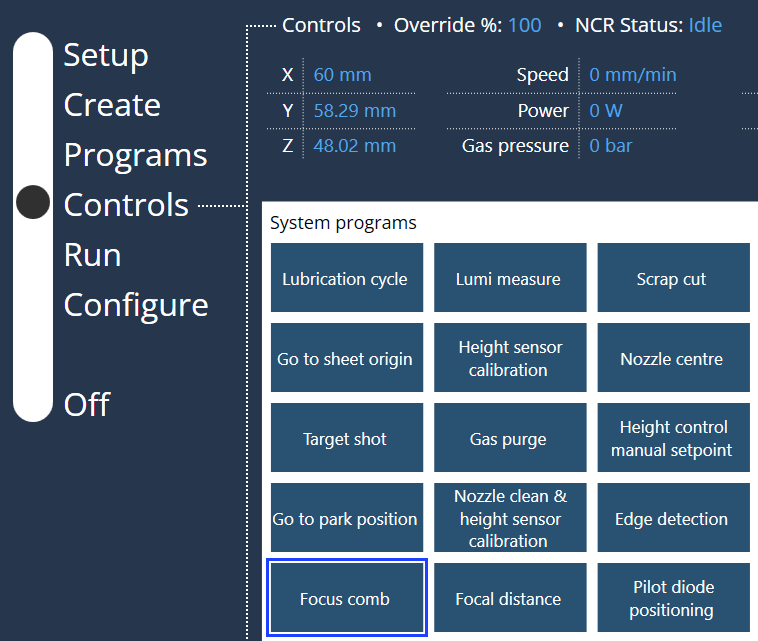 Setup
Create
Programs
Controls
Run
Configure
Off
Controls • Override %: 100 • NCR Status: Idle
X 60 mm Speed 0 mm/min
Y 58.29 mm Power 0 W
Z 48.02 mm Gas pressure 0 bar
System programs
Lubrication cycle
Lumi measure
Scrap cut
Go to sheet origin
Height sensor
calibration
Nozzle centre
Target shot
Gas purge
Height control
manual setpoint
Go to park position
Nozzle clean &
height sensor
calibration
Edge detection
Focus comb
Focal distance
Pilot diode
positioning